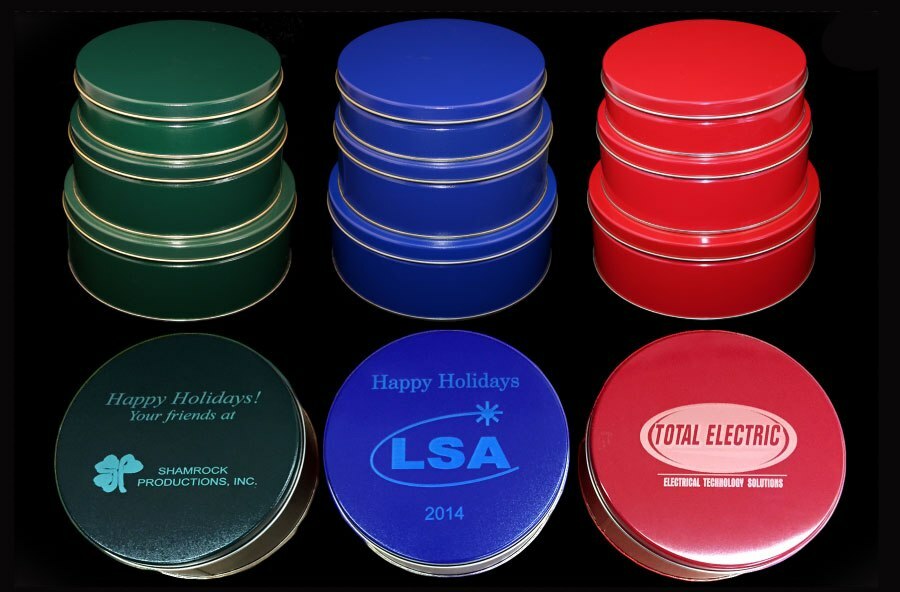 Happy Holidays!
Your friends at
SHAMROCK
PRODUCTIONS, INC.
Happy Holidays
LSA
2014
TOTAL ELECTRIC
ELECTRICAL TECHNOLOGY SOLUTIONS